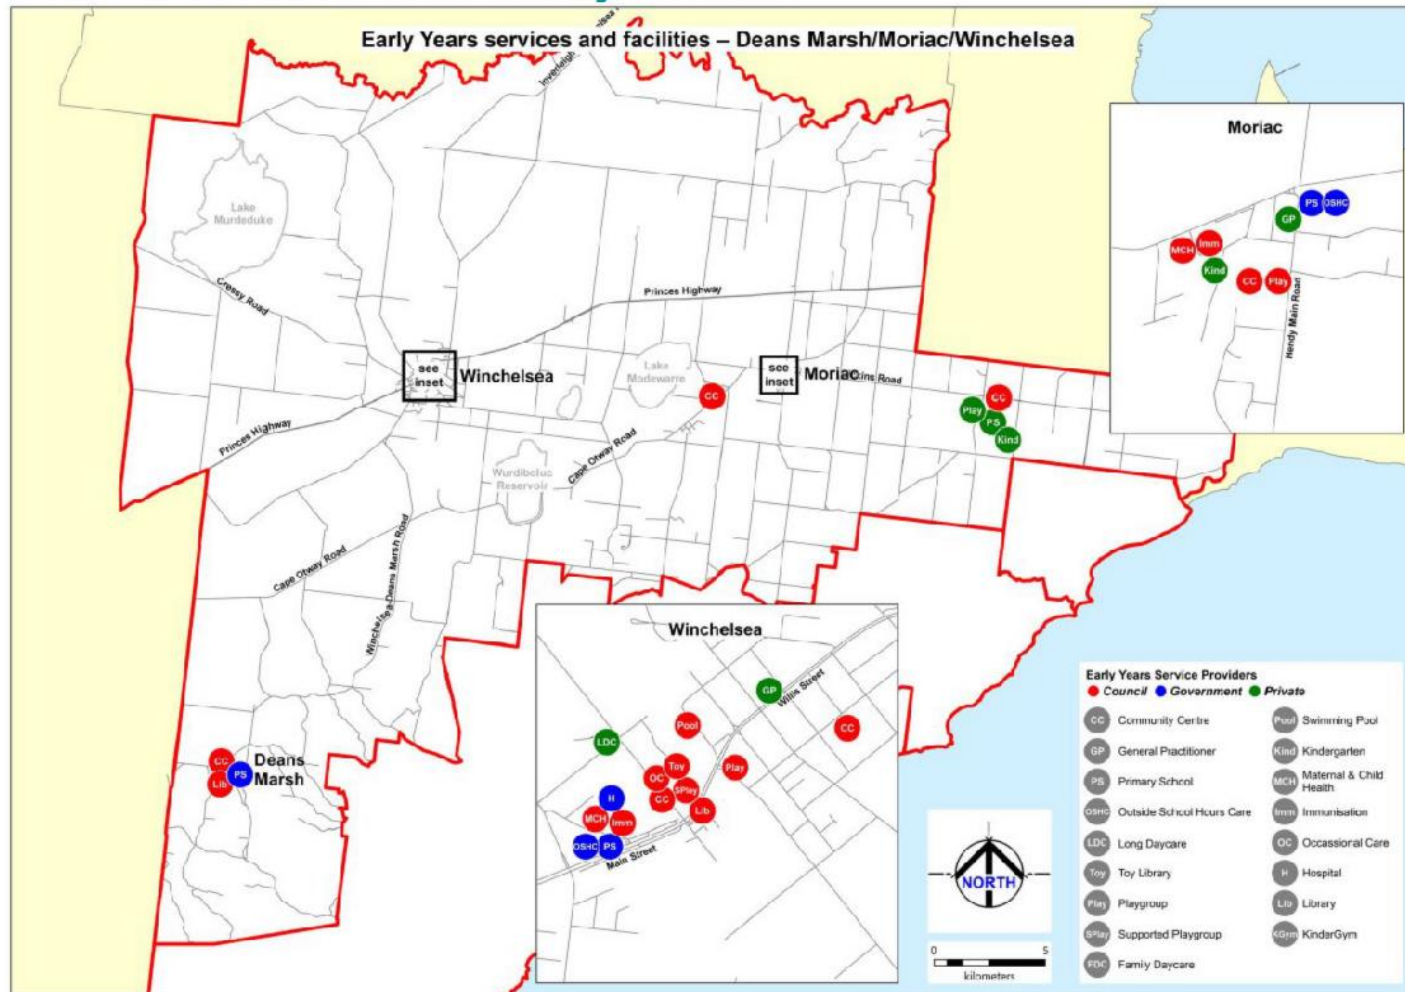 Early Years services and facilities – Deans Marsh/Moriac/Winchelsea
Moriac
PS
OSHC
GP
MCH
Imm
Kind
CC
Play
Hendy Main Road
Lake
Murdeduke
Cressy Road
Princes Highway
see
inset
Winchelsea
Lake
Modewarre
CC
see
inset
Moriac
Road
CC
Play
PS
Kind
Princes Highway
Cape Otway Road
Reservoir
Cape Otway Road
Winchelsea-Deans Marsh Road
CC
PS
Lib
Deans
Marsh
Winchelsea
GP
Willis Street
Pool
CC
LDC
Toy
Play
OC
SPlay
CC
Lib
H
MCH
Imm
OSHC
PS
Main Street
NORTH
0
5
kilometers
Early Years Service Providers
Council
Government
Private
CC Community Centre
GP General Practitioner
PS Primary School
OSHC Outside School Hours Care
LDC Long Daycare
Toy Toy Library
Play Playgroup
SPlay Supported Playgroup
FDC Family Daycare
Pool Swimming Pool
Kind Kindergarten
MCH Maternal & Child
Health
Imm Immunisation
OC Occassional Care
H Hospital
Lib Library
KGym KinderGym